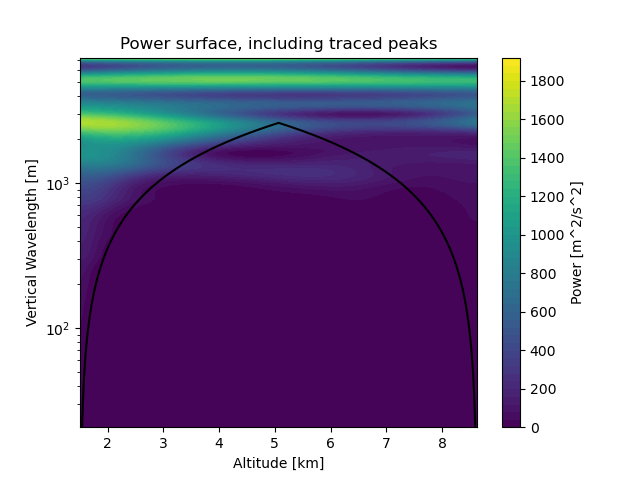 Power surface, including traced peaks
Vertical Wavelength [m]
10^3
10^2
2 3 4 5 6 7 8
Altitude [km]
1800
1600
1400
1200
1000
800
600
400
200
0
Power [m^2/s^2]